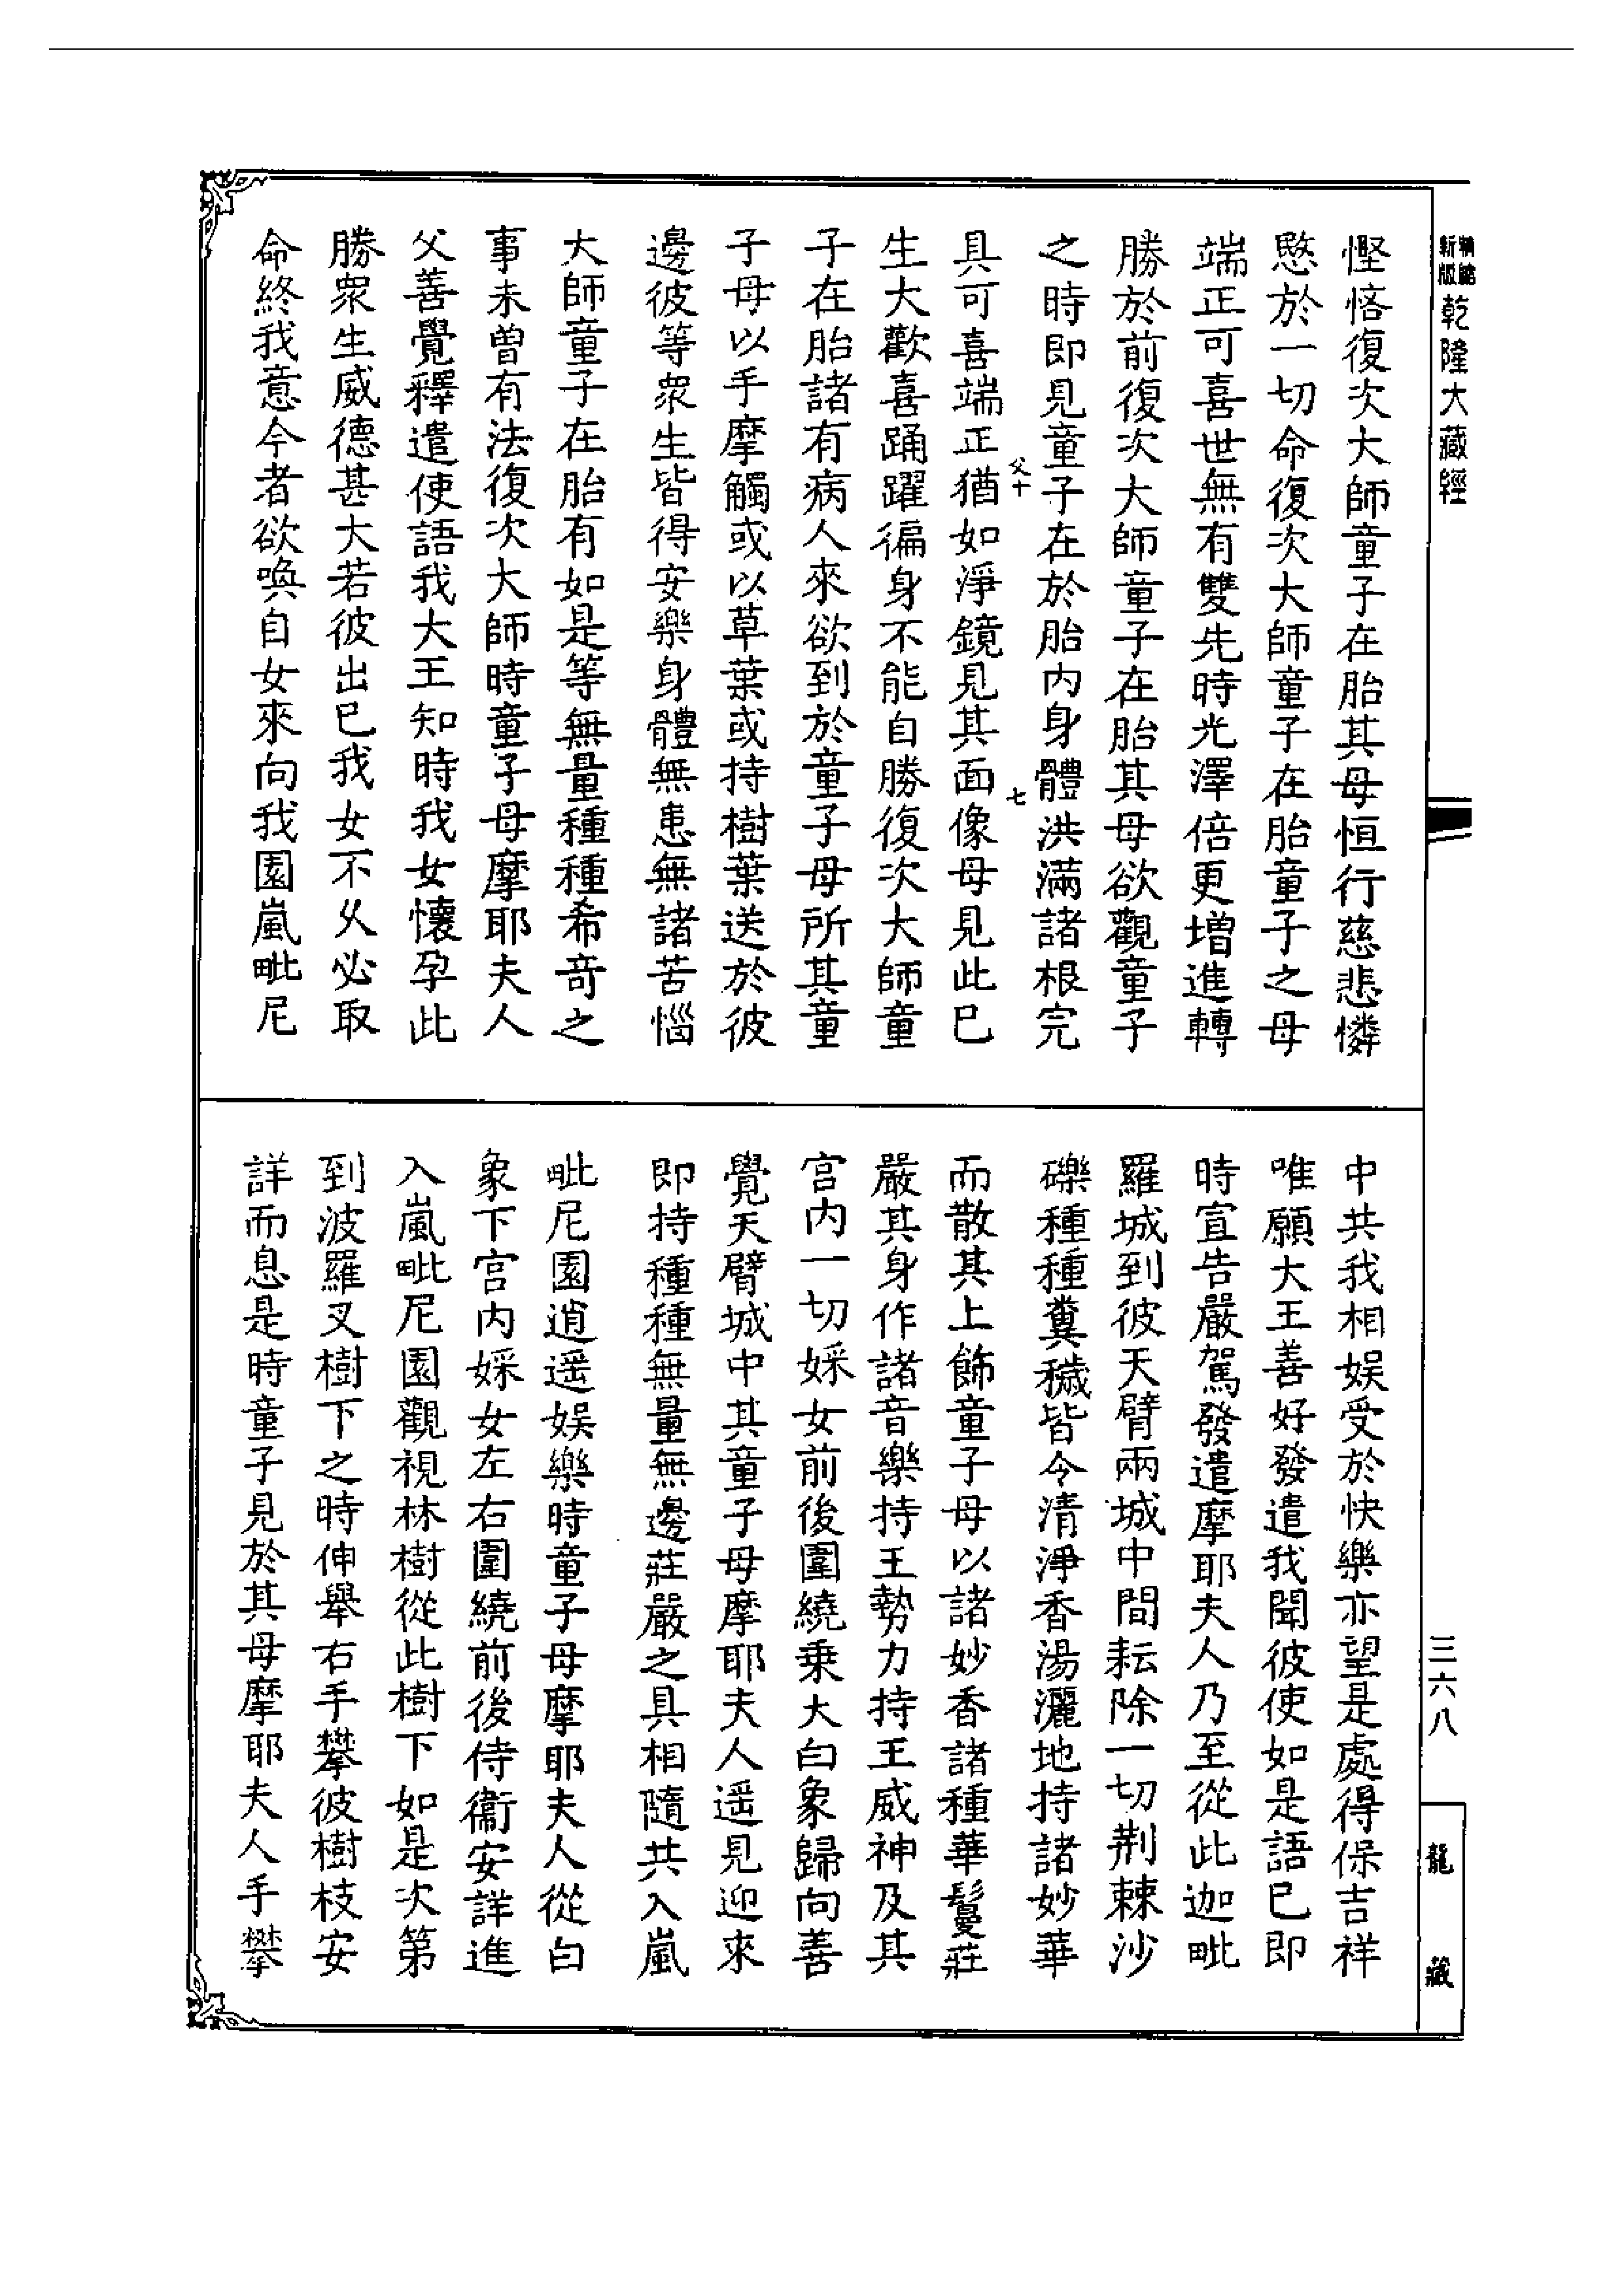 新版
精縮
乾隆大藏經
慳悋復次大師童子在胎其母恒行慈悲憐
愍於一切命復次大師童子在胎童子之母
端正可喜世無有雙先時光澤倍更增進轉
勝於前復次大師童子在胎其母欲觀童子
之時即見童子在於胎內身體洪滿諸根完
父十
七
具可喜端正猶如淨鏡見其面像母見此已
生大歡喜踊躍徧身不能自勝復次大師童
子在胎諸有病人來欲到於童子母所其童
子母以手摩觸或以草葉或持樹葉送於彼
邊彼等衆生皆得安樂身體無患無諸苦惱
大師童子在胎有如是等無量種種希奇之
事未曾有法復次大師時童子母摩耶夫人
父善覺釋遣使語我大王知時我女懷孕此
勝衆生威德甚大若彼出已我女不久必取
命終我意今者欲喚自女來向我園嵐毗尼
中共我相娛受於快樂亦望是處得保吉祥
唯願大王善好發遣我聞彼使如是語已即
時宣告嚴駕發遣摩耶夫人乃至從此迦毗
羅城到彼天臂兩城中間耘除一切荆棘沙
礫種種糞穢皆令清淨香湯灑地持諸妙華
而散其上飾童子母以諸妙香諸種華鬘莊
嚴其身作諸音樂持王勢力持王威神及其
宫內一切婇女前後圍繞乗大白象歸向善
覺天臂城中其童子母摩耶夫人遥見迎來
即持種種無量無邊莊嚴之具相隨共入嵐
毗尼園逍遥娛樂時童子母摩耶夫人從白
象下宫內婇女左右圍繞前後侍衞安詳進
入嵐毗尼園觀視林樹從此樹下如是次第
到波羅叉樹下之時伸舉右手攀彼樹枝安
詳而息是時童子見於其母摩耶夫人手攀
三六八
龍藏